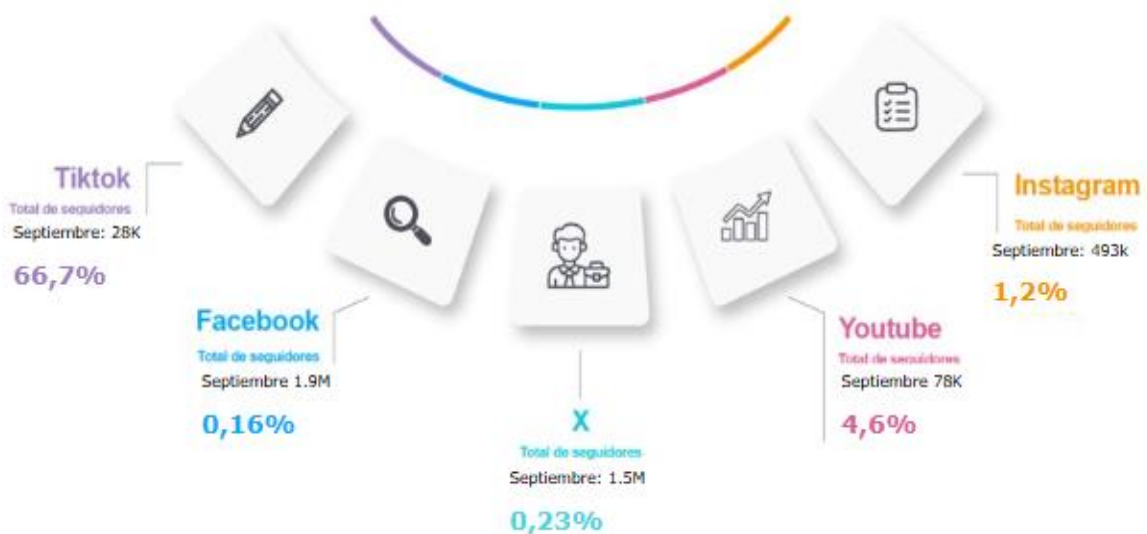 Tiktok
Total de seguidores
Septiembre: 28K
66,7%
Facebook
Total de seguidores
Septiembre 1.9M
0,16%
X
Total de seguidores
Septiembre: 1.5M
0,23%
Youtube
Total de seguidores
Septiembre 78K
4,6%
Instagram
Total de seguidores
Septiembre: 493k
1,2%